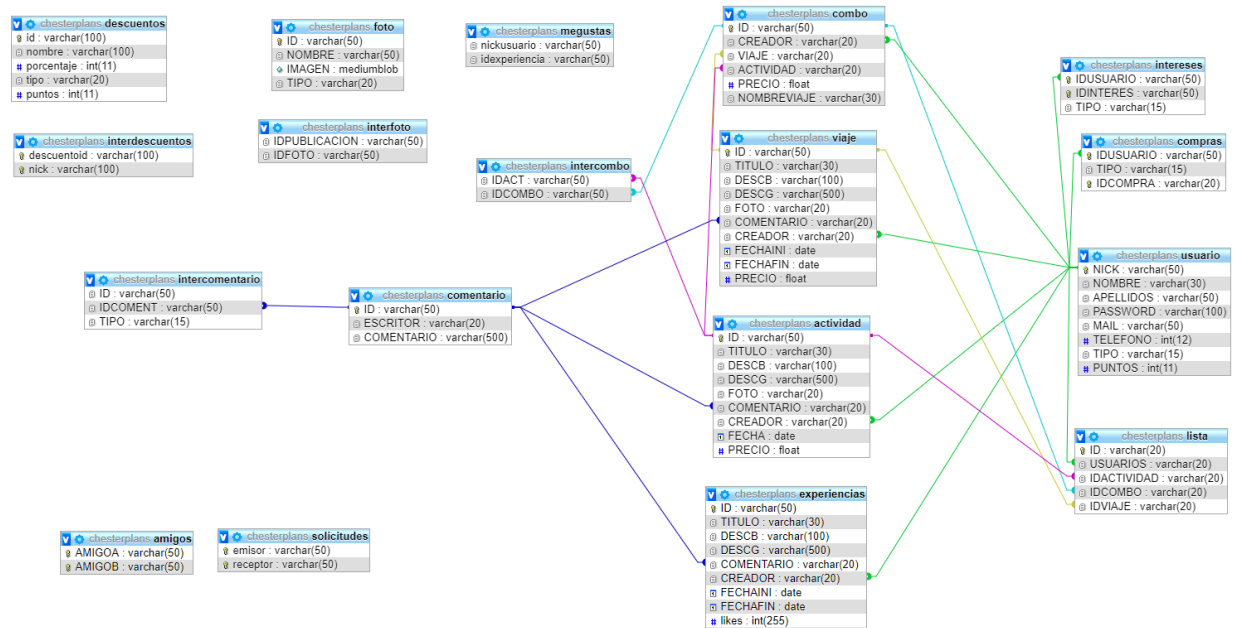 chesterplans descuentos
id : varchar(100)
nombre : varchar(100)
porcentaje : int(11)
tipo : varchar(20)
puntos : int(11)
chesterplans foto
ID : varchar(50)
NOMBRE : varchar(50)
IMAGEN : mediumblob
TIPO : varchar(20)
chesterplans megustas
nickusuario : varchar(50)
idexperiencia : varchar(50)
chesterplans combo
ID : varchar(50)
CREADOR : varchar(20)
VIAJE : varchar(20)
ACTIVIDAD : varchar(20)
PRECIO : float
NOMBREVIAJE : varchar(30)
chesterplans intereses
IDUSUARIO : varchar(50)
IDINTERES : varchar(50)
TIPO : varchar(15)
chesterplans interdescuentos
descuentoid : varchar(100)
nick : varchar(100)
chesterplans interfoto
IDPUBLICACION : varchar(50)
IDFOTO : varchar(50)
chesterplans intercombo
IDACT : varchar(50)
IDCOMBO : varchar(50)
chesterplans viaje
ID : varchar(50)
TITULO : varchar(30)
DESCB : varchar(100)
DESCG : varchar(500)
FOTO : varchar(20)
COMENTARIO : varchar(20)
CREADOR : varchar(20)
FECHAINI : date
FECHAFIN : date
PRECIO : float
chesterplans compras
IDUSUARIO : varchar(50)
TIPO : varchar(15)
IDCOMPRA : varchar(20)
chesterplans usuario
NICK : varchar(50)
NOMBRE : varchar(30)
APELLIDOS : varchar(50)
PASSWORD : varchar(100)
MAIL : varchar(50)
TELEFONO : int(12)
TIPO : varchar(15)
PUNTOS : int(11)
chesterplans intercomentario
ID : varchar(50)
IDCOMENT : varchar(50)
TIPO : varchar(15)
chesterplans comentario
ID : varchar(50)
ESCRITOR : varchar(20)
COMENTARIO : varchar(500)
chesterplans actividad
ID : varchar(50)
TITULO : varchar(30)
DESCB : varchar(100)
DESCG : varchar(500)
FOTO : varchar(20)
COMENTARIO : varchar(20)
CREADOR : varchar(20)
FECHA : date
PRECIO : float
chesterplans lista
ID : varchar(20)
USUARIOS : varchar(20)
IDACTIVIDAD : varchar(20)
IDCOMBO : varchar(20)
IDVIAJE : varchar(20)
chesterplans experiencias
ID : varchar(50)
TITULO : varchar(30)
DESCB : varchar(100)
DESCG : varchar(500)
COMENTARIO : varchar(20)
CREADOR : varchar(20)
FECHAINI : date
FECHAFIN : date
likes : int(255)
chesterplans amigos
AMIGOA : varchar(50)
AMIGOB : varchar(50)
chesterplans solicitudes
emisor : varchar(50)
receptor : varchar(50)